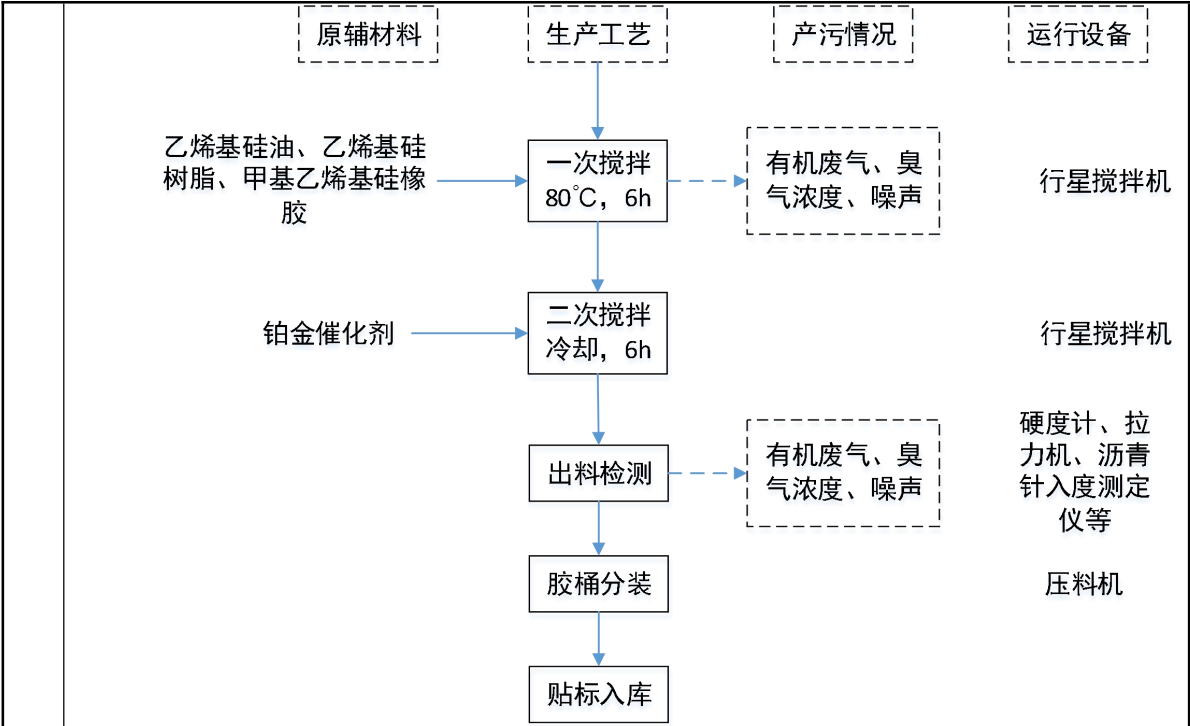 原辅材料
生产工艺
产污情况
运行设备
乙烯基硅油、乙烯基硅
树脂、甲基乙烯基硅橡
胶
一次搅拌
80℃，6h
有机废气、臭
气浓度、噪声
行星搅拌机
铂金催化剂
二次搅拌
冷却，6h
行星搅拌机
出料检测
有机废气、臭
气浓度、噪声
硬度计、拉
力机、沥青
针入度测定
仪等
胶桶分装
压料机
贴标入库